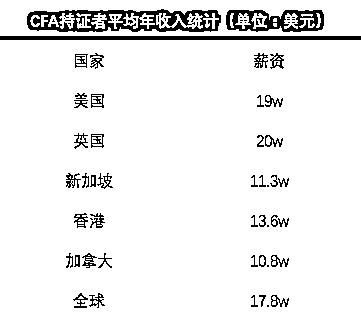 CFA持证者平均年收入统计（单位：美元）
国家 薪资
美国 19w
英国 20w
新加坡 11.3w
香港 13.6w
加拿大 10.8w
全球 17.8w